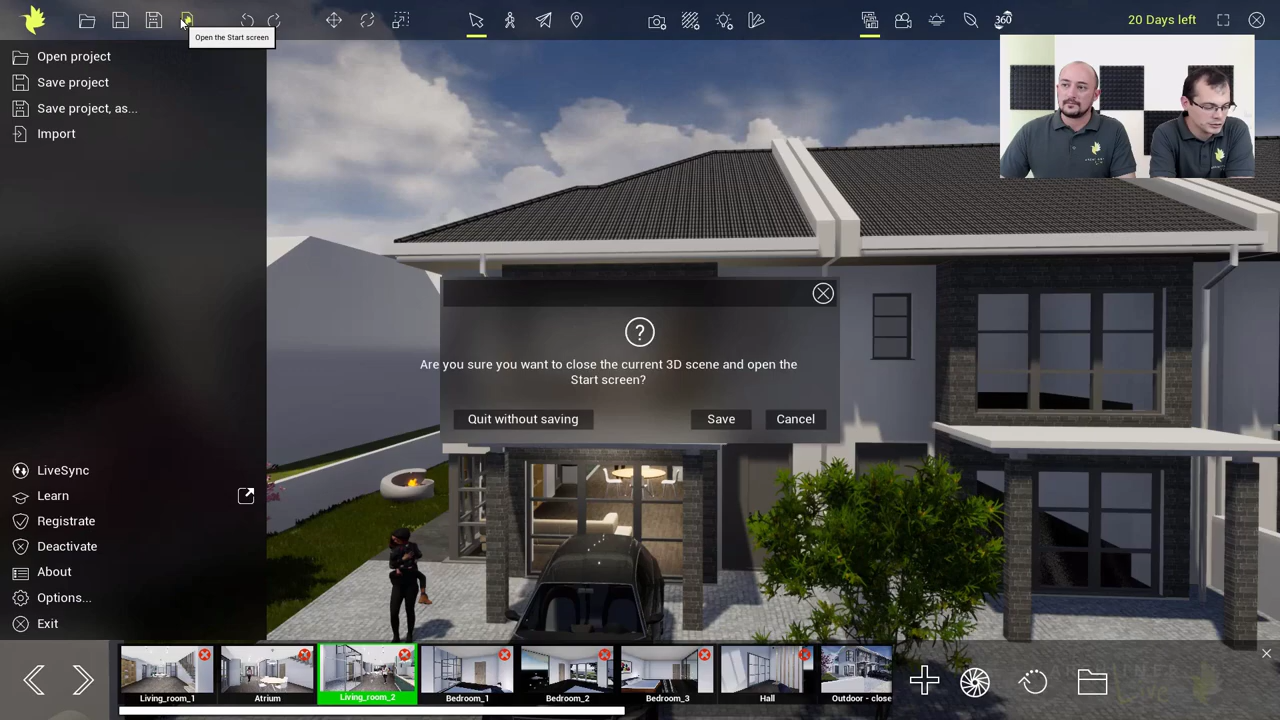 360
20 Days left
Open the Start screen
Open project
Save project
Save project, as...
Import
Are you sure you want to close the current 3D scene and open the
Start screen?
Quit without saving
Save
Cancel
LiveSync
Learn
Registrate
Deactivate
About
Options...
Exit
Living_room_1
Atrium
Living_room_2
Bedroom_1
Bedroom_2
Bedroom_3
Hall
Outdoor - close